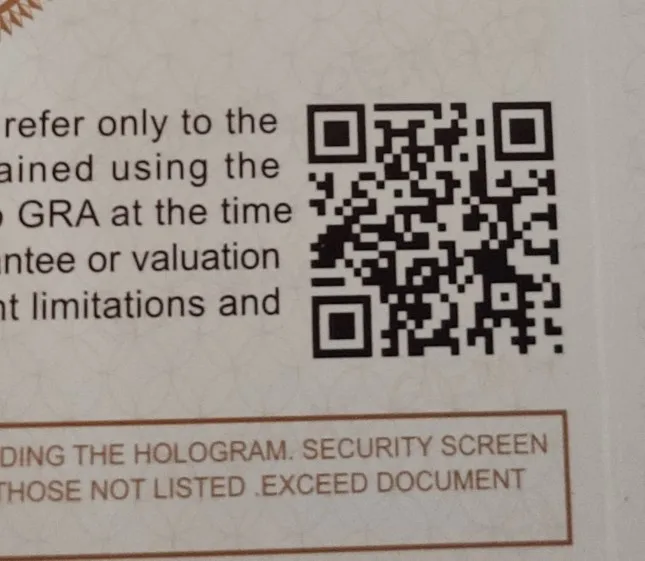 refer only to the
ained using the
GRA at the time
ntee or valuation
nt limitations and
DING THE HOLOGRAM. SECURITY SCREEN
THOSE NOT LISTED .EXCEED DOCUMENT